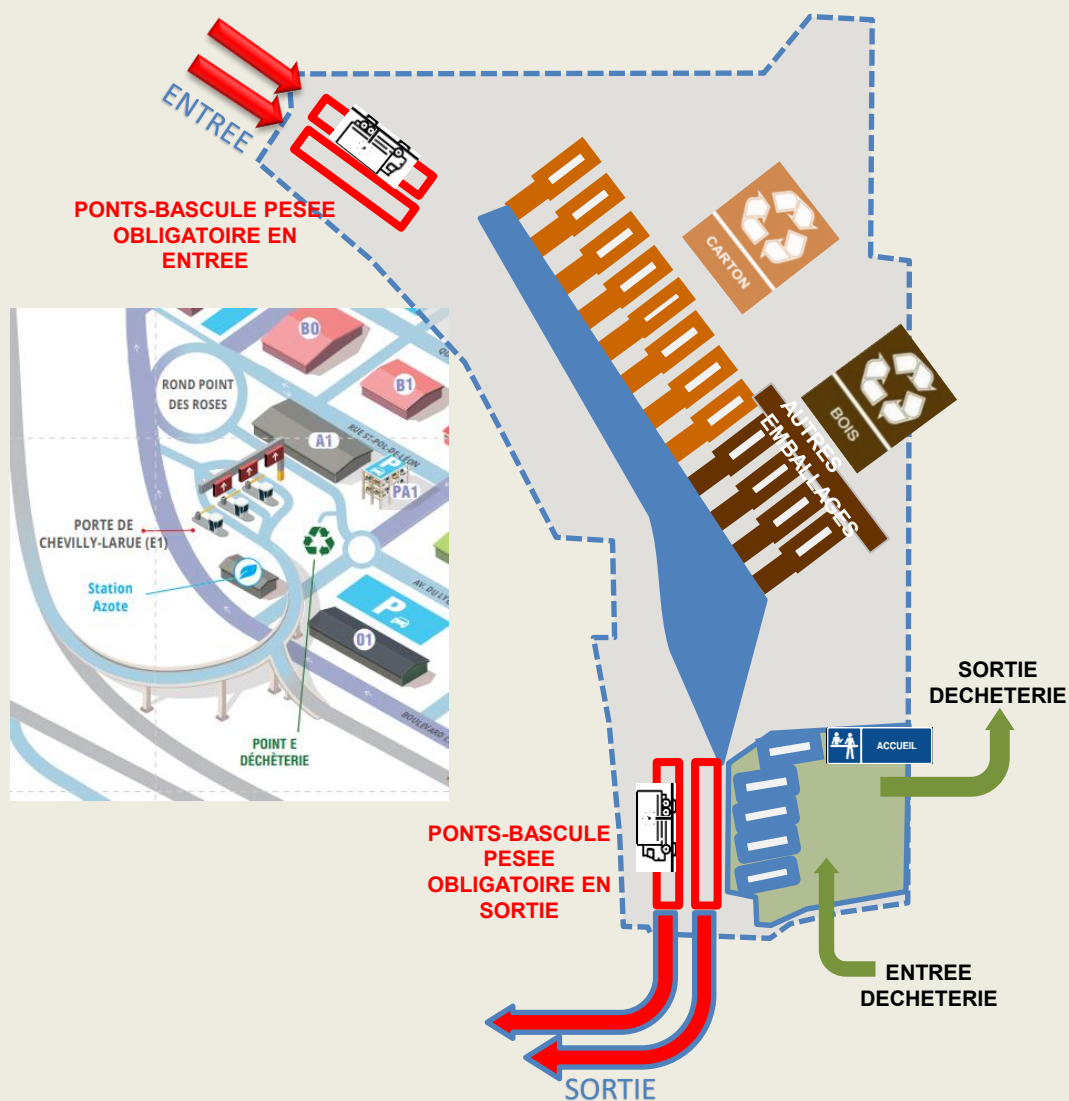 ENTREE
PONTS-BASCULE PESEE
OBLIGATOIRE EN
ENTREE
CARTON
BOIS
AUTRES
EMBALLAGES
B0
B1
ROND POINT
DES ROSES
A1
RUE ST-POL-DE-LÉON
P
PA1
PORTE DE
CHEVILLY-LARUE (E1)
Station
Azote
P
O1
POINT E
DÉCHÈTERIE
SORTIE
DECHETERIE
ACCUEIL
PONTS-BASCULE
PESEE
OBLIGATOIRE EN
SORTIE
ENTREE
DECHETERIE
SORTIE